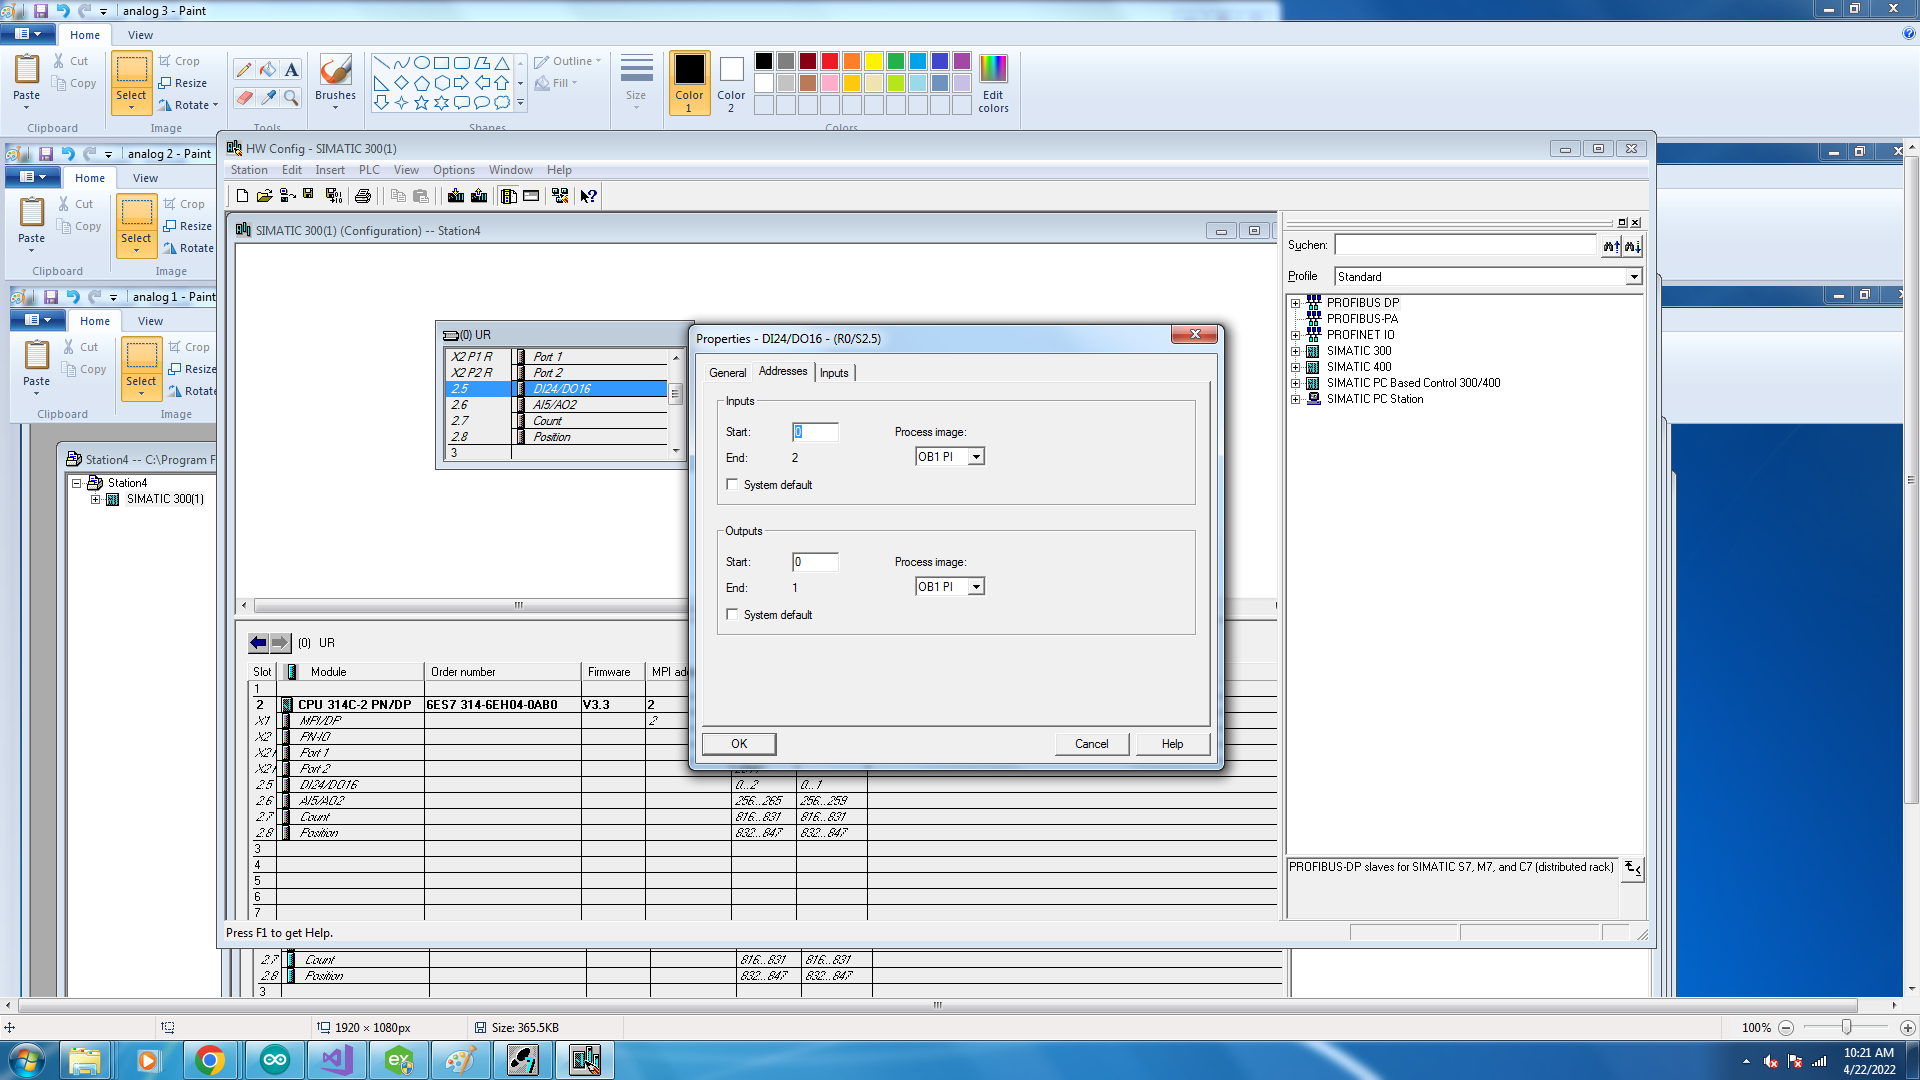 analog 3 - Paint
Home
View
Cut
Copy
Paste
Clipboard
Crop
Resize
Rotate
Select
Image
Tools
Brushes
Shapes
Outline
Fill
Size
Color 1
Color 2
Edit colors
Colors
analog 2 - Paint
Home
View
Cut
Copy
Paste
Clipboard
Crop
Resize
Rotate
Select
Image
analog 1 - Paint
Home
View
Cut
Copy
Paste
Clipboard
Crop
Resize
Select
Image
Station4 -- C:\Program F
Station4
SIMATIC 300(1)
HW Config - SIMATIC 300(1)
Station Edit Insert PLC View Options Window Help
SIMATIC 300(1) (Configuration) -- Station4
(0) UR
X2 P1 R Port 1
X2 P2 R Port 2
2.5 DI24/DO16
2.6 AI5/AO2
2.7 Count
2.8 Position
3
Properties - DI24/DO16 - (R0/S2.5)
General Addresses Inputs
Inputs
Start: 0 Process image:
End: 2 OB1 PI
System default
Outputs
Start: 0 Process image:
End: 1 OB1 PI
System default
OK Cancel Help
(0) UR
Slot Module Order number Firmware
1
2 CPU 314C-2 PN/DP 6ES7 314-6EH04-0AB0 V3.3 2
X1 MPI/DP 2
X2 PN-IO
Port 1
Port 2
2.5 DI24/DO16 0...2 0...1
2.6 AI5/AO2 256...265 256...259
2.7 Count 816...831 816...831
2.8 Position 832...847 832...847
3
4
5
6
7
Suchen:
Profile Standard
PROFIBUS DP
PROFIBUS-PA
PROFINET IO
SIMATIC 300
SIMATIC 400
SIMATIC PC Based Control 300/400
SIMATIC PC Station
PROFIBUS-DP slaves for SIMATIC S7, M7, and C7 (distributed rack)
Press F1 to get Help.
2.7 Count 816...831 816...831
2.8 Position 832...847 832...847
3
1920 × 1080px
Size: 365.5KB
100%
10:21 AM
4/22/2022